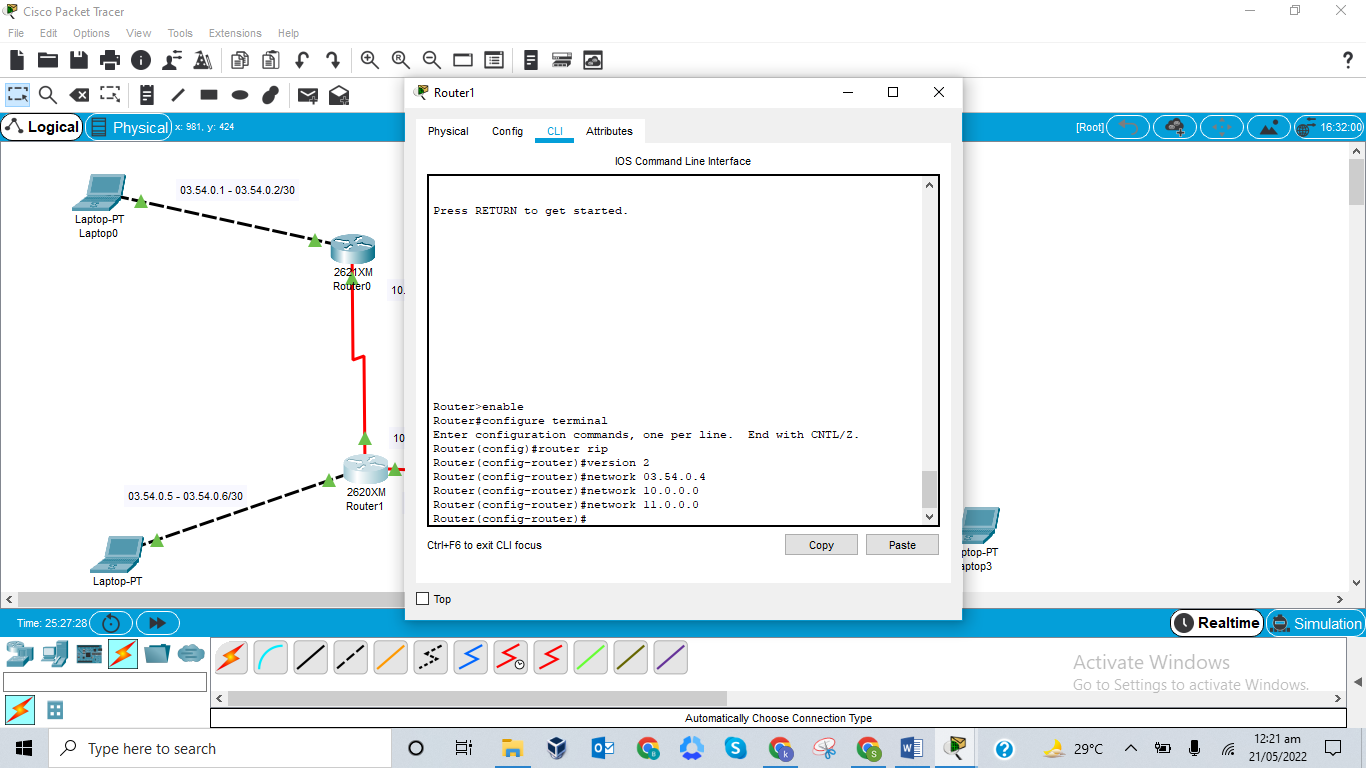 Cisco Packet Tracer
File Edit Options View Tools Extensions Help
Router1
Physical Config CLI Attributes
IOS Command Line Interface
Press RETURN to get started.
Router>enable
Router#configure terminal
Enter configuration commands, one per line.  End with CNTL/Z.
Router(config)#router rip
Router(config-router)#version 2
Router(config-router)#network 03.54.0.4
Router(config-router)#network 10.0.0.0
Router(config-router)#network 11.0.0.0
Router(config-router)#
Ctrl+F6 to exit CLI focus
Copy
Paste
Top
Logical
Physical
x: 981, y: 424
[Root]
16:32:00
03.54.0.1 - 03.54.0.2/30
Laptop-PT
Laptop0
2621XM
Router0
10.
10
2620XM
Router1
03.54.0.5 - 03.54.0.6/30
Laptop-PT
ptop-PT
aptop3
Time: 25:27:28
Realtime
Simulation
Activate Windows
Go to Settings to activate Windows.
Automatically Choose Connection Type
Type here to search
29°C
12:21 am
21/05/2022